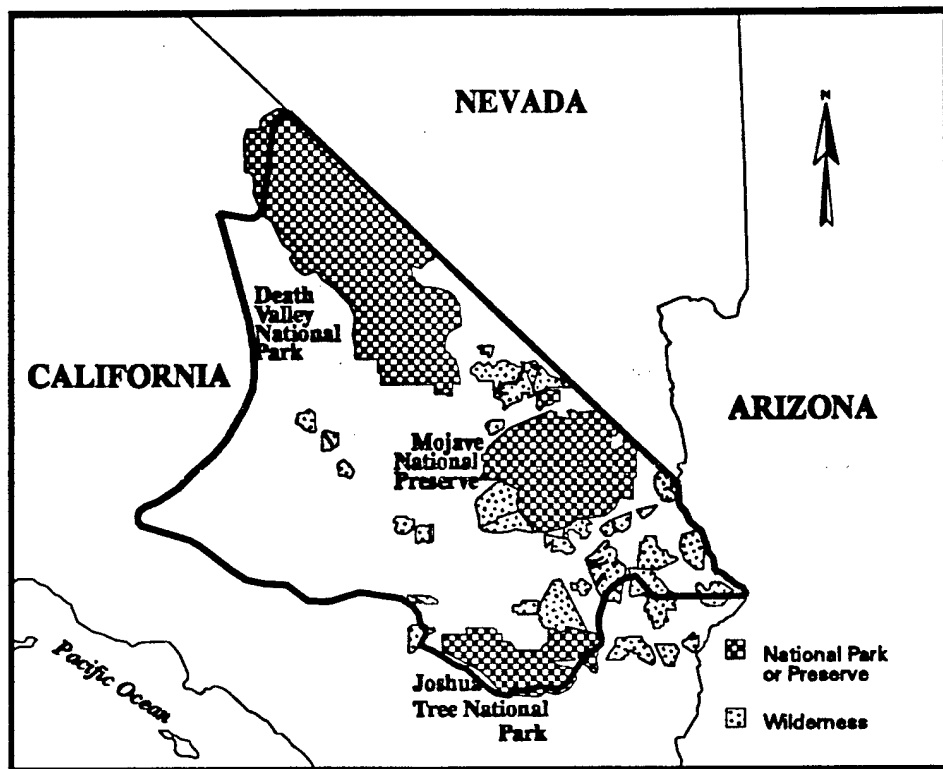 NEVADA
N
Death
Valley
National
Park
CALIFORNIA
ARIZONA
Mojave
National
Preserve
Pacific Ocean
Joshua
Tree National
Park
National Park
or Preserve
Wilderness